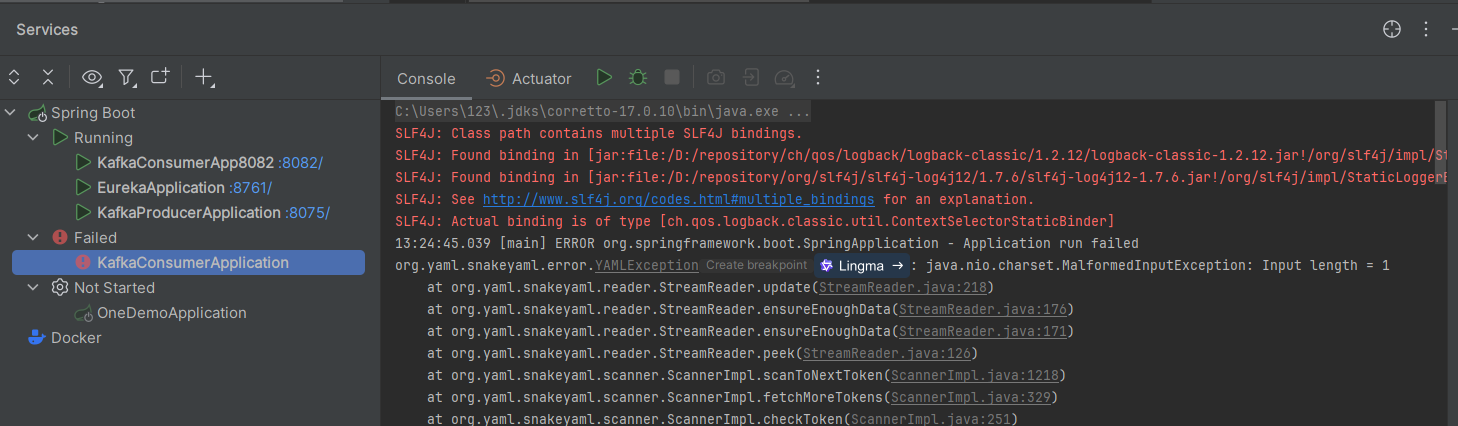 Services
Console
Actuator
Spring Boot
Running
KafkaConsumerApp8082 :8082/
EurekaApplication :8761/
KafkaProducerApplication :8075/
Failed
KafkaConsumerApplication
Not Started
OneDemoApplication
Docker
C:\Users\123\.jdks\corretto-17.0.10\bin\java.exe ...
SLF4J: Class path contains multiple SLF4J bindings.
SLF4J: Found binding in [jar:file:/D:/repository/ch/qos/logback/logback-classic/1.2.12/logback-classic-1.2.12.jar!/org/slf4j/impl/St
SLF4J: Found binding in [jar:file:/D:/repository/org/slf4j/slf4j-log4j12/1.7.6/slf4j-log4j12-1.7.6.jar!/org/slf4j/impl/StaticLoggerB
SLF4J: See http://www.slf4j.org/codes.html#multiple_bindings for an explanation.
SLF4J: Actual binding is of type [ch.qos.logback.classic.util.ContextSelectorStaticBinder]
13:24:45.039 [main] ERROR org.springframework.boot.SpringApplication - Application run failed
org.yaml.snakeyaml.error.YAMLException Create breakpoint Lingma → : java.nio.charset.MalformedInputException: Input length = 1
at org.yaml.snakeyaml.reader.StreamReader.update(StreamReader.java:218)
at org.yaml.snakeyaml.reader.StreamReader.ensureEnoughData(StreamReader.java:176)
at org.yaml.snakeyaml.reader.StreamReader.ensureEnoughData(StreamReader.java:171)
at org.yaml.snakeyaml.reader.StreamReader.peek(StreamReader.java:126)
at org.yaml.snakeyaml.scanner.ScannerImpl.scanToNextToken(ScannerImpl.java:1218)
at org.yaml.snakeyaml.scanner.ScannerImpl.fetchMoreTokens(ScannerImpl.java:329)
at org.yaml.snakeyaml.scanner.ScannerImpl.checkToken(ScannerImpl.java:251)